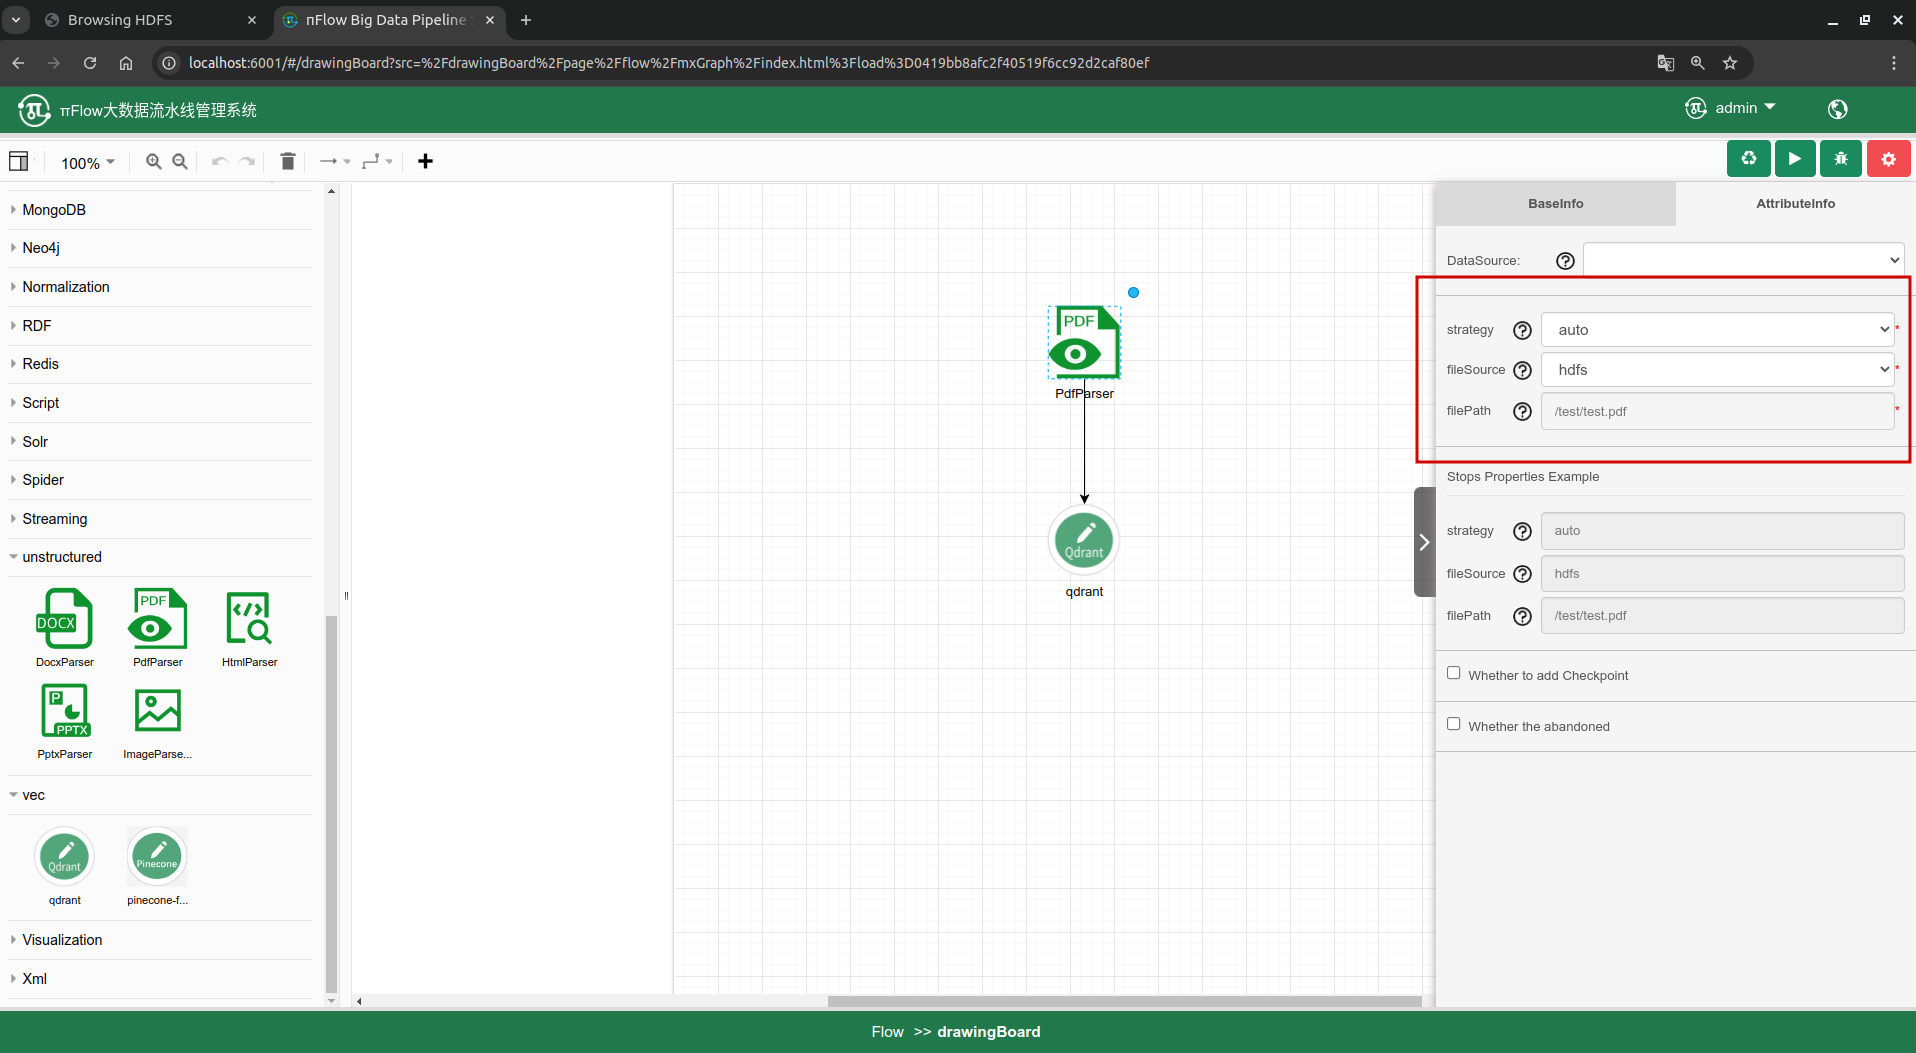 Browsing HDFS
πFlow Big Data Pipeline
localhost:6001/#/drawingBoard?src=%2FdrawingBoard%2Fpage%2Fflow%2FmxGraph%2Findex.html%3Fload%3D0419bb8afc2f40519f6cc92d2caf80ef
πFlow大数据流水线管理系统
admin
100%
MongoDB
Neo4j
Normalization
RDF
Redis
Script
Solr
Spider
Streaming
unstructured
DOCX
PDF
DocxParser
PdfParser
HtmlParser
P
PPTX
PptxParser
ImageParse...
vec
Qdrant
Pinecone
qdrant
pinecone-f...
Visualization
Xml
PDF
PdfParser
Qdrant
qdrant
BaseInfo
AttributeInfo
DataSource:
strategy
auto
*
fileSource
hdfs
*
filePath
/test/test.pdf
*
Stops Properties Example
strategy
auto
fileSource
hdfs
filePath
/test/test.pdf
Whether to add Checkpoint
Whether the abandoned
Flow >> drawingBoard